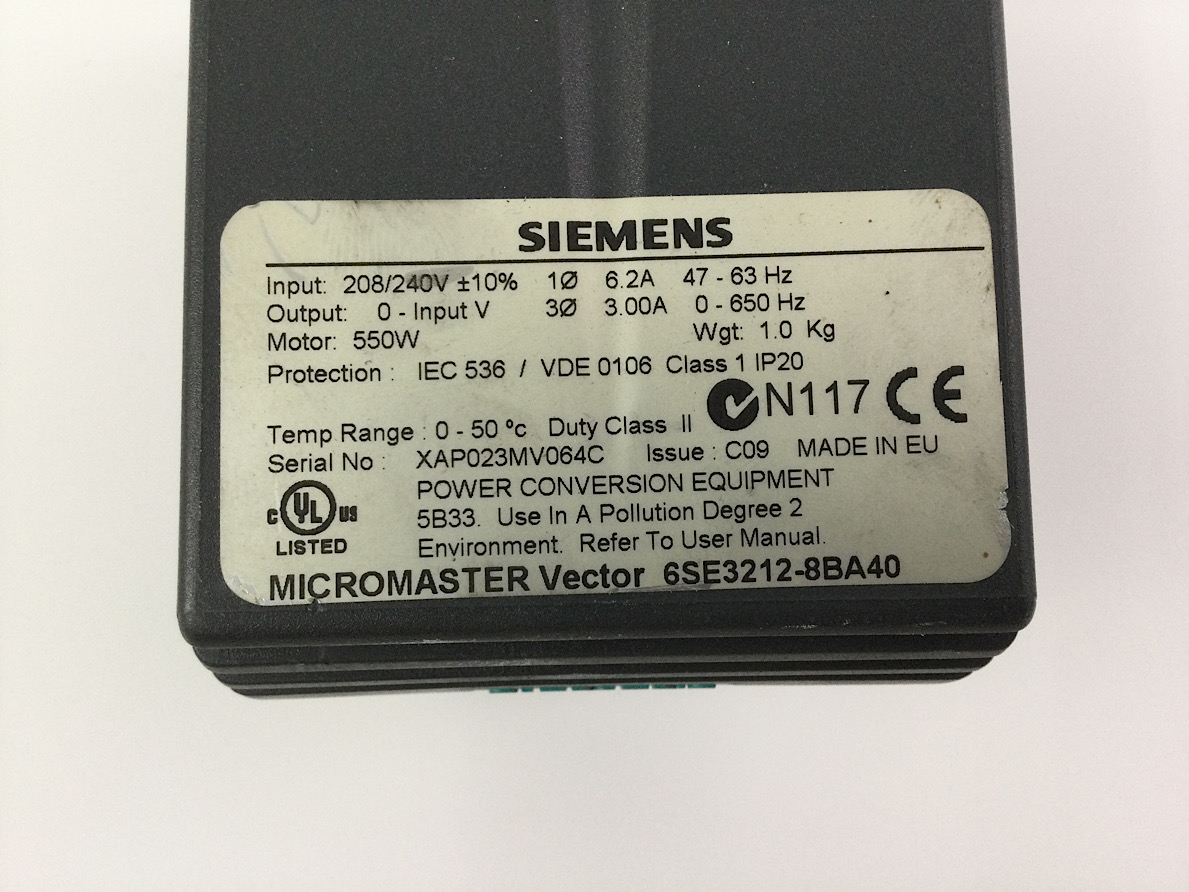 SIEMENS
Input: 208/240V ±10% 1Ø 6.2A 47 - 63 Hz
Output: 0 - Input V 3Ø 3.00A 0 - 650 Hz
Motor: 550W Wgt: 1.0 Kg
Protection : IEC 536 / VDE 0106 Class 1 IP20
N117 CE
Temp Range : 0 - 50 ºc Duty Class II
Serial No : XAP023MV064C Issue : C09 MADE IN EU
POWER CONVERSION EQUIPMENT
c UL us
5B33. Use In A Pollution Degree 2
LISTED
Environment. Refer To User Manual.
MICROMASTER Vector 6SE3212-8BA40